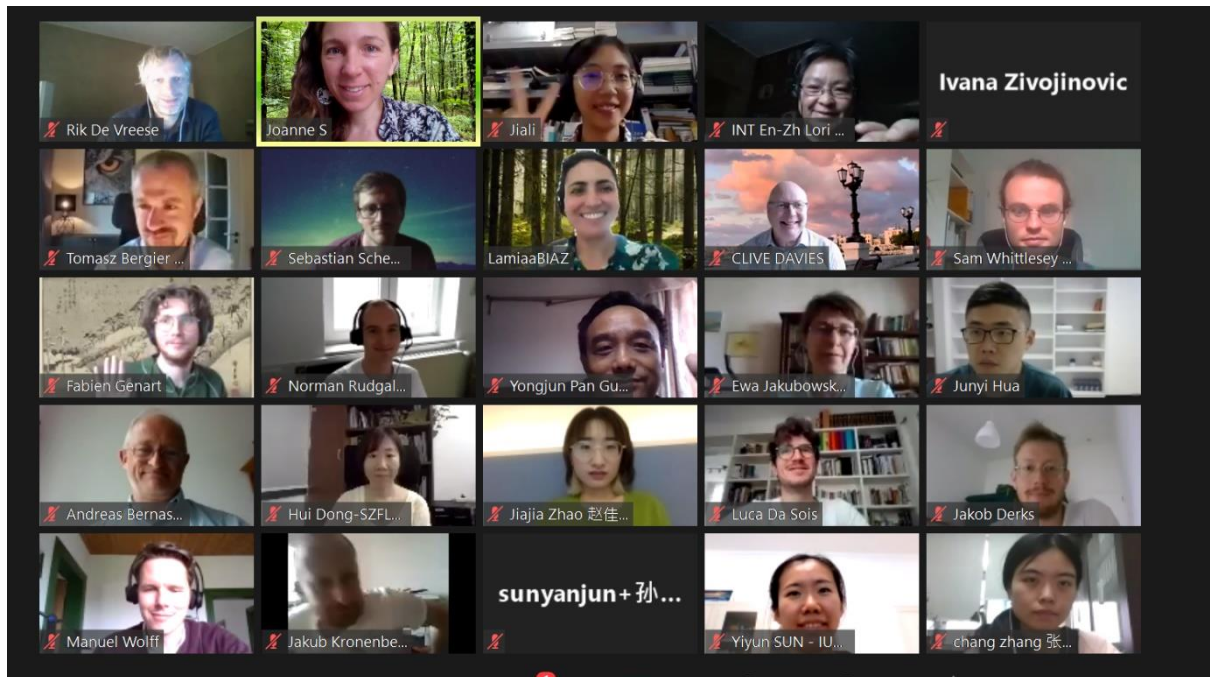 Rik De Vreese
Joanne S
Jiali
INT En-Zh Lori ...
Ivana Zivojinovic
Tomasz Bergier ...
Sebastian Sche...
LamiaaBIAZ
CLIVE DAVIES
Sam Whittlesey ...
Fabien Genart
Norman Rudgal...
Yongjun Pan Gu...
Ewa Jakubowsk...
Junyi Hua
Andreas Bernas...
Hui Dong-SZFL...
Jiajia Zhao 赵佳...
Luca Da Sois
Jakob Derks
Manuel Wolff
Jakub Kronenbe...
sunyanjun+孙...
Yiyun SUN - IU...
chang zhang 张...